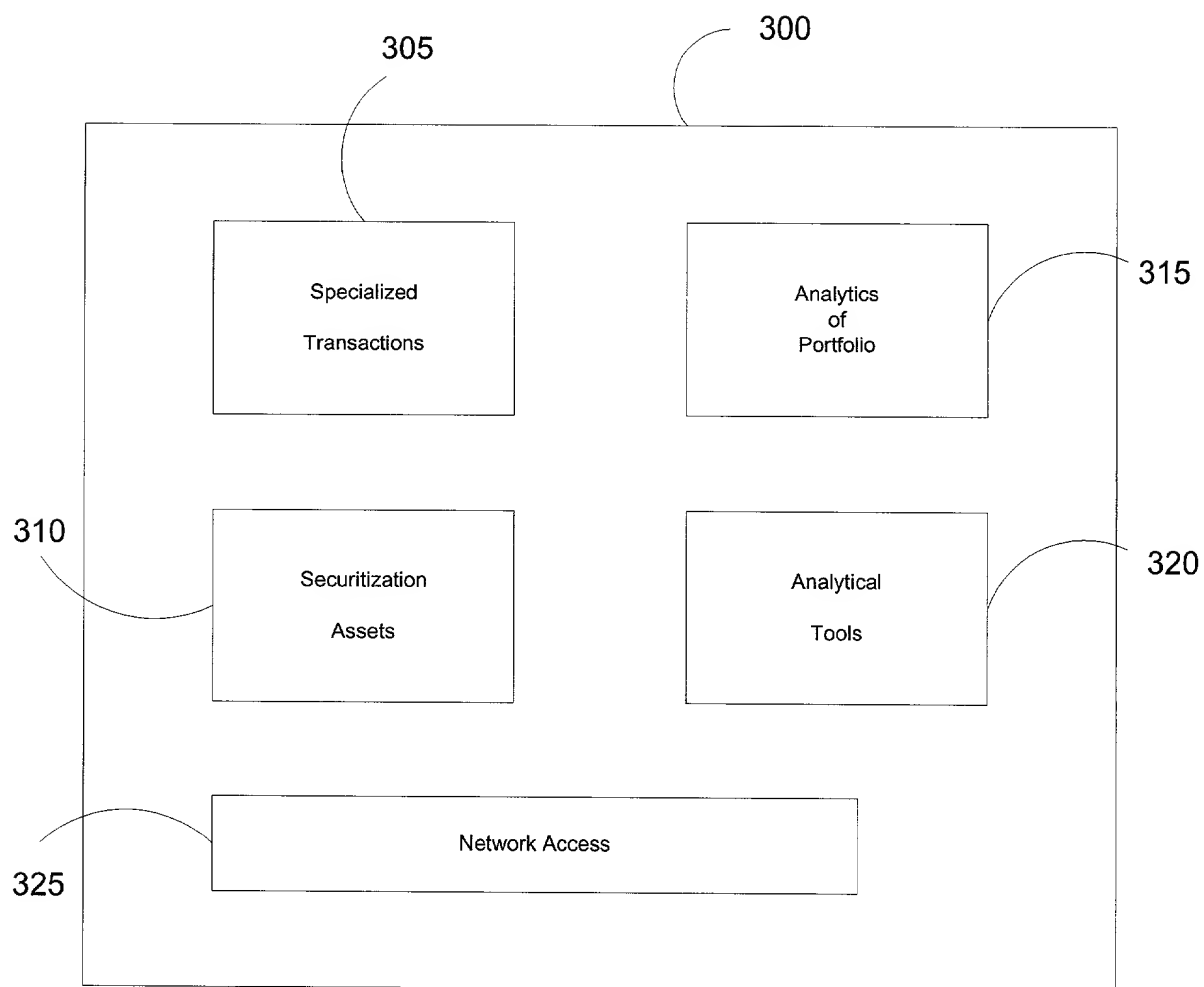 300
305
Specialized
Transactions
Analytics
of
Portfolio
315
310
Securitization
Assets
Analytical
Tools
320
Network Access
325